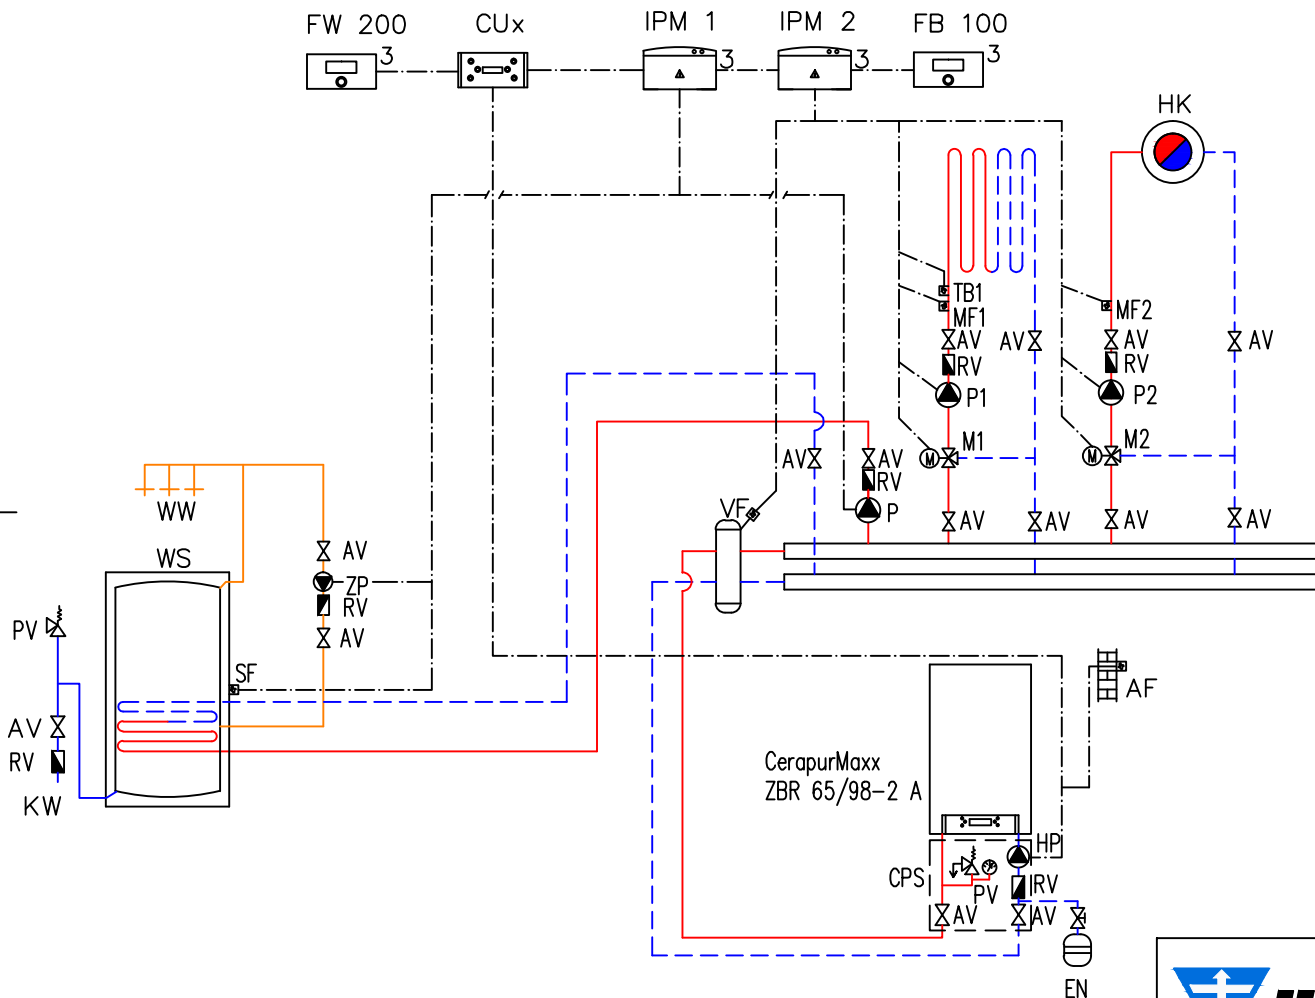 FW 200 CUx IPM 1 IPM 2 FB 100
3 3 3 3
HK
TB1
MF1 MF2
AV AV AV AV
RV RV
P1 P2
M1 M2
M M
AV AV
RV
P
VF
AV AV AV AV
WW
WS
AV
ZP
RV
AV
PV
SF
AV
RV
KW
AF
CerapurMaxx
ZBR 65/98-2 A
HP
CPS
PV
RV
AV AV
EN